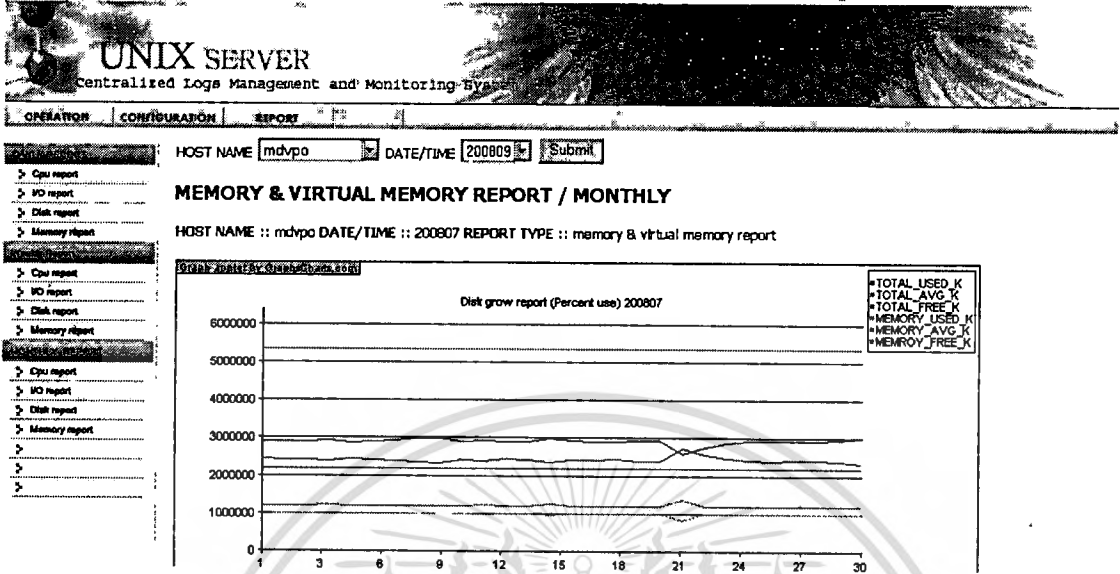 UNIX SERVER
Centralized Logs Management and Monitoring System
OPERATION CONFIGURATION REPORT
HOST NAME mdvpo DATE/TIME 200809 Submit
Cpu report
I/O report
Disk report
Memory report
Cpu report
I/O report
Disk report
Memory report
Cpu report
I/O report
Disk report
Memory report
MEMORY & VIRTUAL MEMORY REPORT / MONTHLY
HOST NAME :: mdvpo DATE/TIME :: 200807 REPORT TYPE :: memory & virtual memory report
Disk grow report (Percent use) 200807
TOTAL_USED_K
TOTAL_AVG_K
TOTAL_FREE_K
MEMORY_USED_K
MEMORY_AVG_K
MEMROY_FREE_K
6000000
5000000
4000000
3000000
2000000
1000000
0
1 3 6 9 12 15 18 21 24 27 30